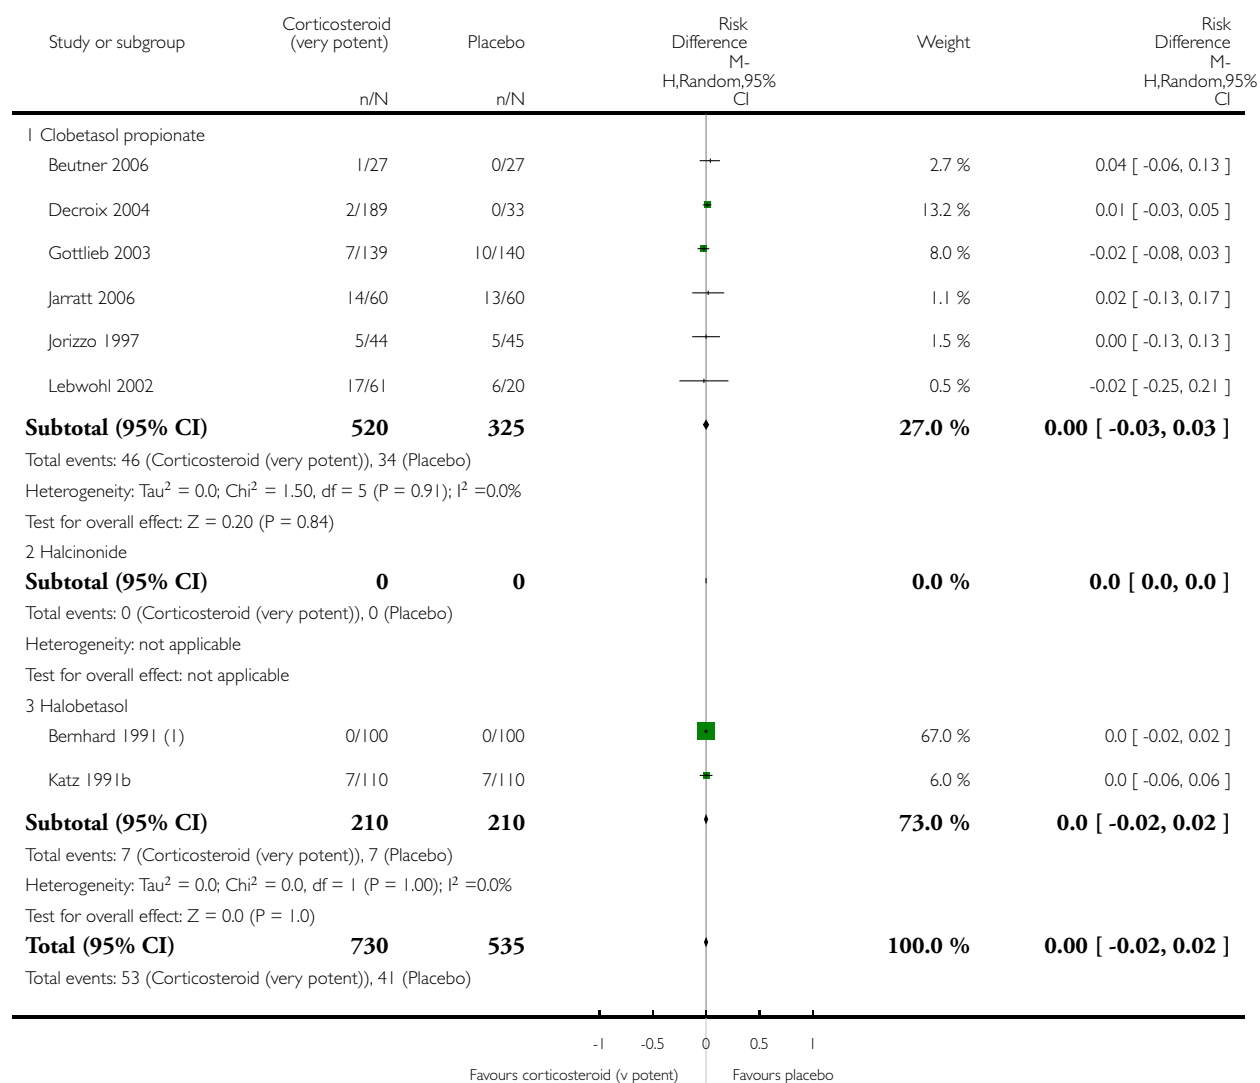 Study or subgroup Corticosteroid (very potent) Placebo Risk Difference M-H,Random,95% CI Weight Risk Difference M-H,Random,95% CI
n/N n/N
1 Clobetasol propionate
Beutner 2006 1/27 0/27 2.7 % 0.04 [ -0.06, 0.13 ]
Decroix 2004 2/189 0/33 13.2 % 0.01 [ -0.03, 0.05 ]
Gottlieb 2003 7/139 10/140 8.0 % -0.02 [ -0.08, 0.03 ]
Jarratt 2006 14/60 13/60 1.1 % 0.02 [ -0.13, 0.17 ]
Jorizzo 1997 5/44 5/45 1.5 % 0.00 [ -0.13, 0.13 ]
Lebwohl 2002 17/61 6/20 0.5 % -0.02 [ -0.25, 0.21 ]
Subtotal (95% CI) 520 325 27.0 % 0.00 [ -0.03, 0.03 ]
Total events: 46 (Corticosteroid (very potent)), 34 (Placebo)
Heterogeneity: Tau² = 0.0; Chi² = 1.50, df = 5 (P = 0.91); I² =0.0%
Test for overall effect: Z = 0.20 (P = 0.84)
2 Halcinonide
Subtotal (95% CI) 0 0 0.0 % 0.0 [ 0.0, 0.0 ]
Total events: 0 (Corticosteroid (very potent)), 0 (Placebo)
Heterogeneity: not applicable
Test for overall effect: not applicable
3 Halobetasol
Bernhard 1991 (1) 0/100 0/100 67.0 % 0.0 [ -0.02, 0.02 ]
Katz 1991b 7/110 7/110 6.0 % 0.0 [ -0.06, 0.06 ]
Subtotal (95% CI) 210 210 73.0 % 0.0 [ -0.02, 0.02 ]
Total events: 7 (Corticosteroid (very potent)), 7 (Placebo)
Heterogeneity: Tau² = 0.0; Chi² = 0.0, df = 1 (P = 1.00); I² =0.0%
Test for overall effect: Z = 0.0 (P = 1.0)
Total (95% CI) 730 535 100.0 % 0.00 [ -0.02, 0.02 ]
Total events: 53 (Corticosteroid (very potent)), 41 (Placebo)
-1 -0.5 0 0.5 1
Favours corticosteroid (v potent) Favours placebo